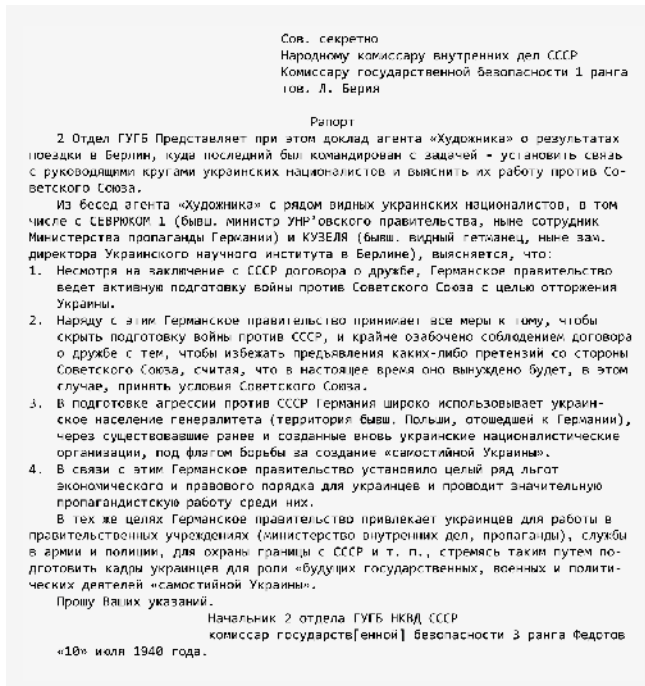 Сов. секретно
Народному комиссару внутренних дел СССР
Комиссару государственной безопасности 1 ранга
тов. Л. Берия
Рапорт
2 Отдел ГУГБ Представляет при этом доклад агента «Художника» о результатах
поездки в Берлин, куда последний был командирован с задачей - установить связь
с руководящими кругами украинских националистов и выяснить их работу против Со-
ветского Союза.
Из бесед агента «Художника» с рядом видных украинских националистов, в том
числе с СЕВРЮКОМ 1 (бывш. министр УНР'овского правительства, ныне сотрудник
Министерства пропаганды Германии) и КУЗЕЛЯ (бывш. видный гетманец, ныне зам.
директора Украинского научного института в Берлине), выясняется, что:
1. Несмотря на заключение с СССР договора о дружбе, Германское правительство
ведет активную подготовку войны против Советского Союза с целью отторжения
Украины.
2. Наряду с этим Германское правительство принимает все меры к тому, чтобы
скрыть подготовку войны против СССР, и крайне озабочено соблюдением договора
о дружбе с тем, чтобы избежать предъявления каких-либо претензий со стороны
Советского Союза, считая, что в настоящее время оно вынуждено будет, в этом
случае, принять условия Советского Союза.
3. В подготовке агрессии против СССР Германия широко использовывает украин-
ское население генералитета (территория бывш. Польши, отошедшей к Германии),
через существовавшие ранее и созданные вновь украинские националистические
организации, под флагом борьбы за создание «самостийной Украины».
4. В связи с этим Германское правительство установило целый ряд льгот
экономического и правового порядка для украинцев и проводит значительную
пропагандистскую работу среди них.
В тех же целях Германское правительство привлекает украинцев для работы в
правительственных учреждениях (министерство внутренних дел, пропаганды), службы
в армии и полиции, для охраны границы с СССР и т. п., стремясь таким путем по-
дготовить кадры украинцев для роли «будущих государственных, военных и полити-
ческих деятелей «самостийной Украины».
Прошу Ваших указаний.
Начальник 2 отдела ГУГБ НКВД СССР
комиссар государств[енной] безопасности 3 ранга Федотов
«10» июля 1940 года.